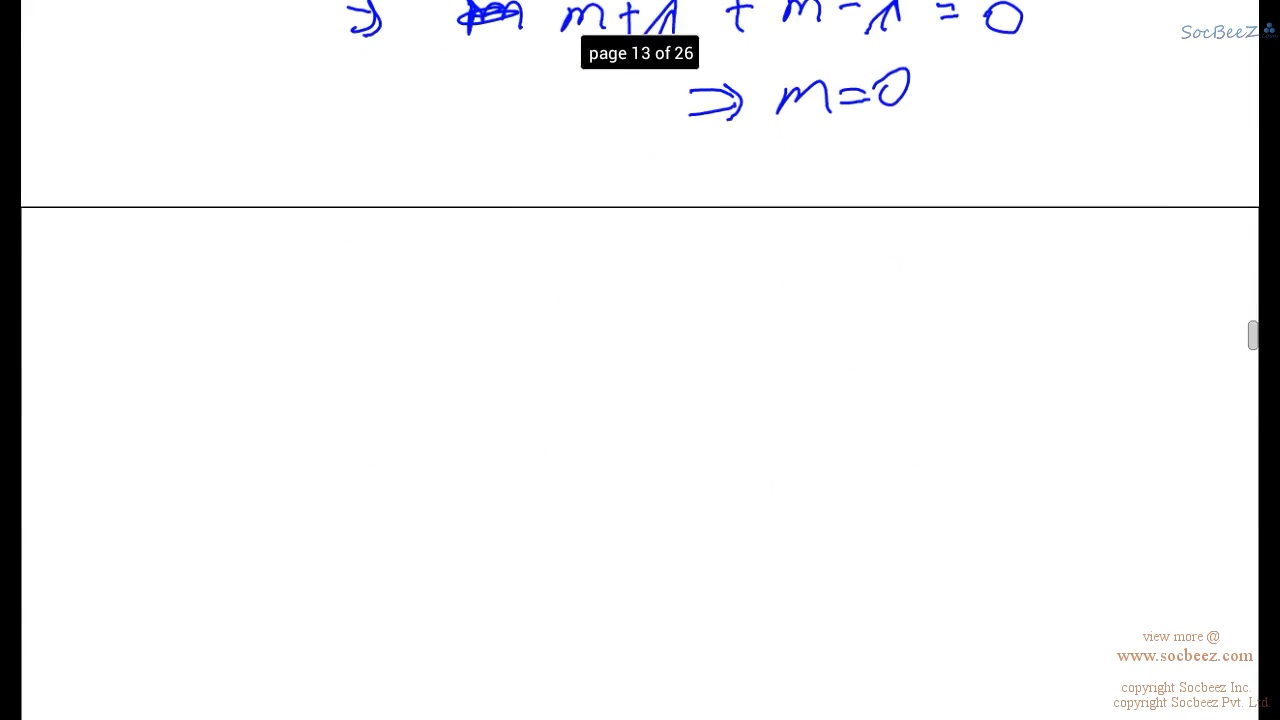 ⇒ m + 1 + m - 1 = 0
SocBeeZ
page 13 of 26
⇒ m = 0
view more @
www.socbeez.com
copyright Socbeez Inc.
copyright Socbeez Pvt. Ltd.